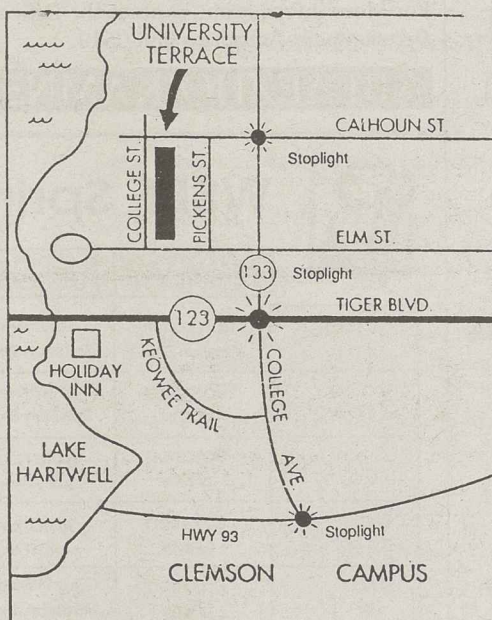 UNIVERSITY
TERRACE
CALHOUN ST.
Stoplight
COLLEGE ST.
PICKENS ST.
ELM ST.
133
Stoplight
TIGER BLVD.
123
HOLIDAY
INN
KEOWEE TRAIL
COLLEGE AVE.
LAKE
HARTWELL
HWY 93
Stoplight
CLEMSON CAMPUS